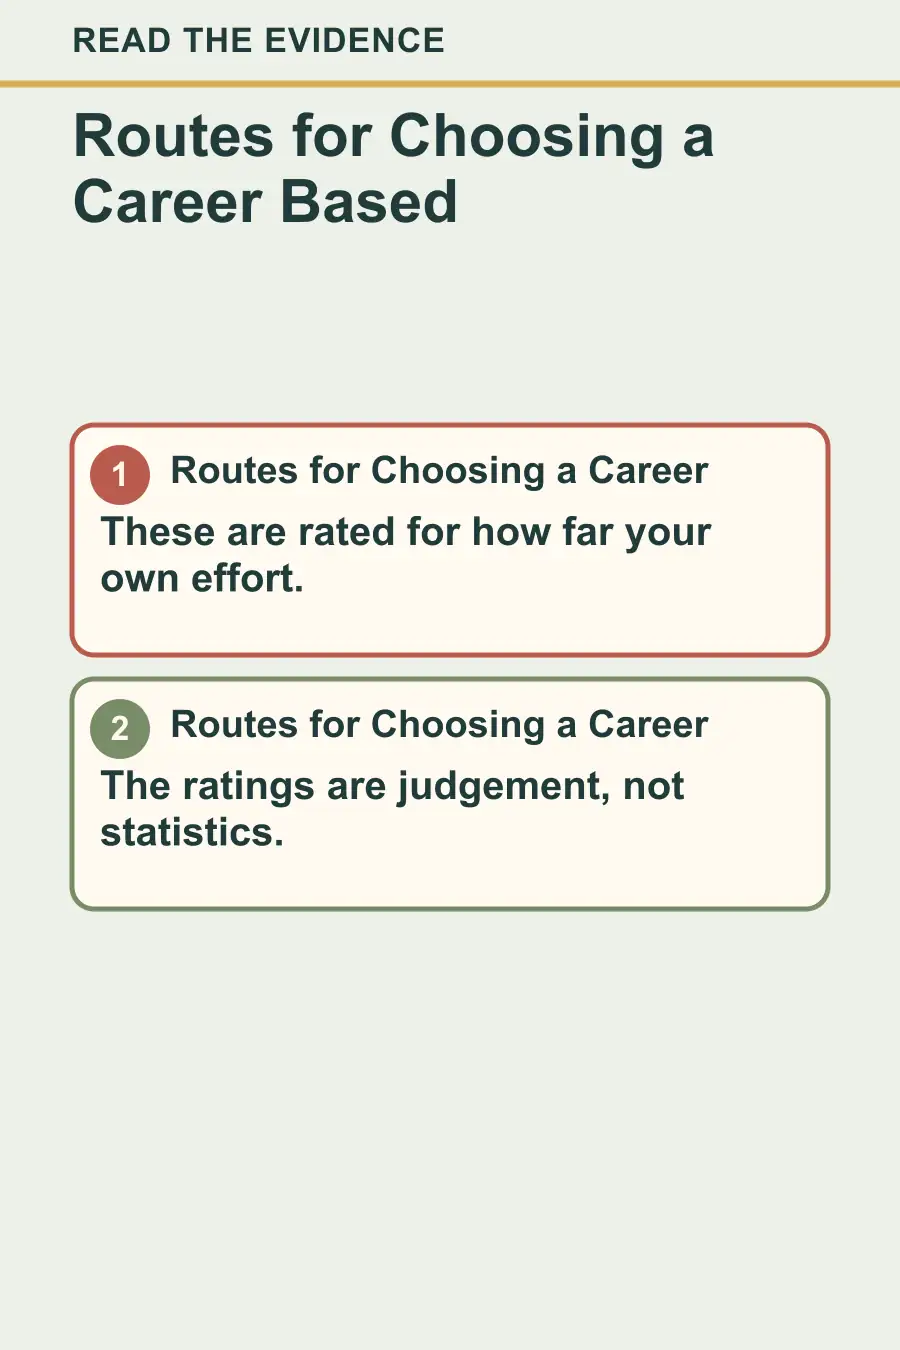 READ THE EVIDENCE
Routes for Choosing a
Career Based
1 Routes for Choosing a Career
These are rated for how far your
own effort.
2 Routes for Choosing a Career
The ratings are judgement, not
statistics.